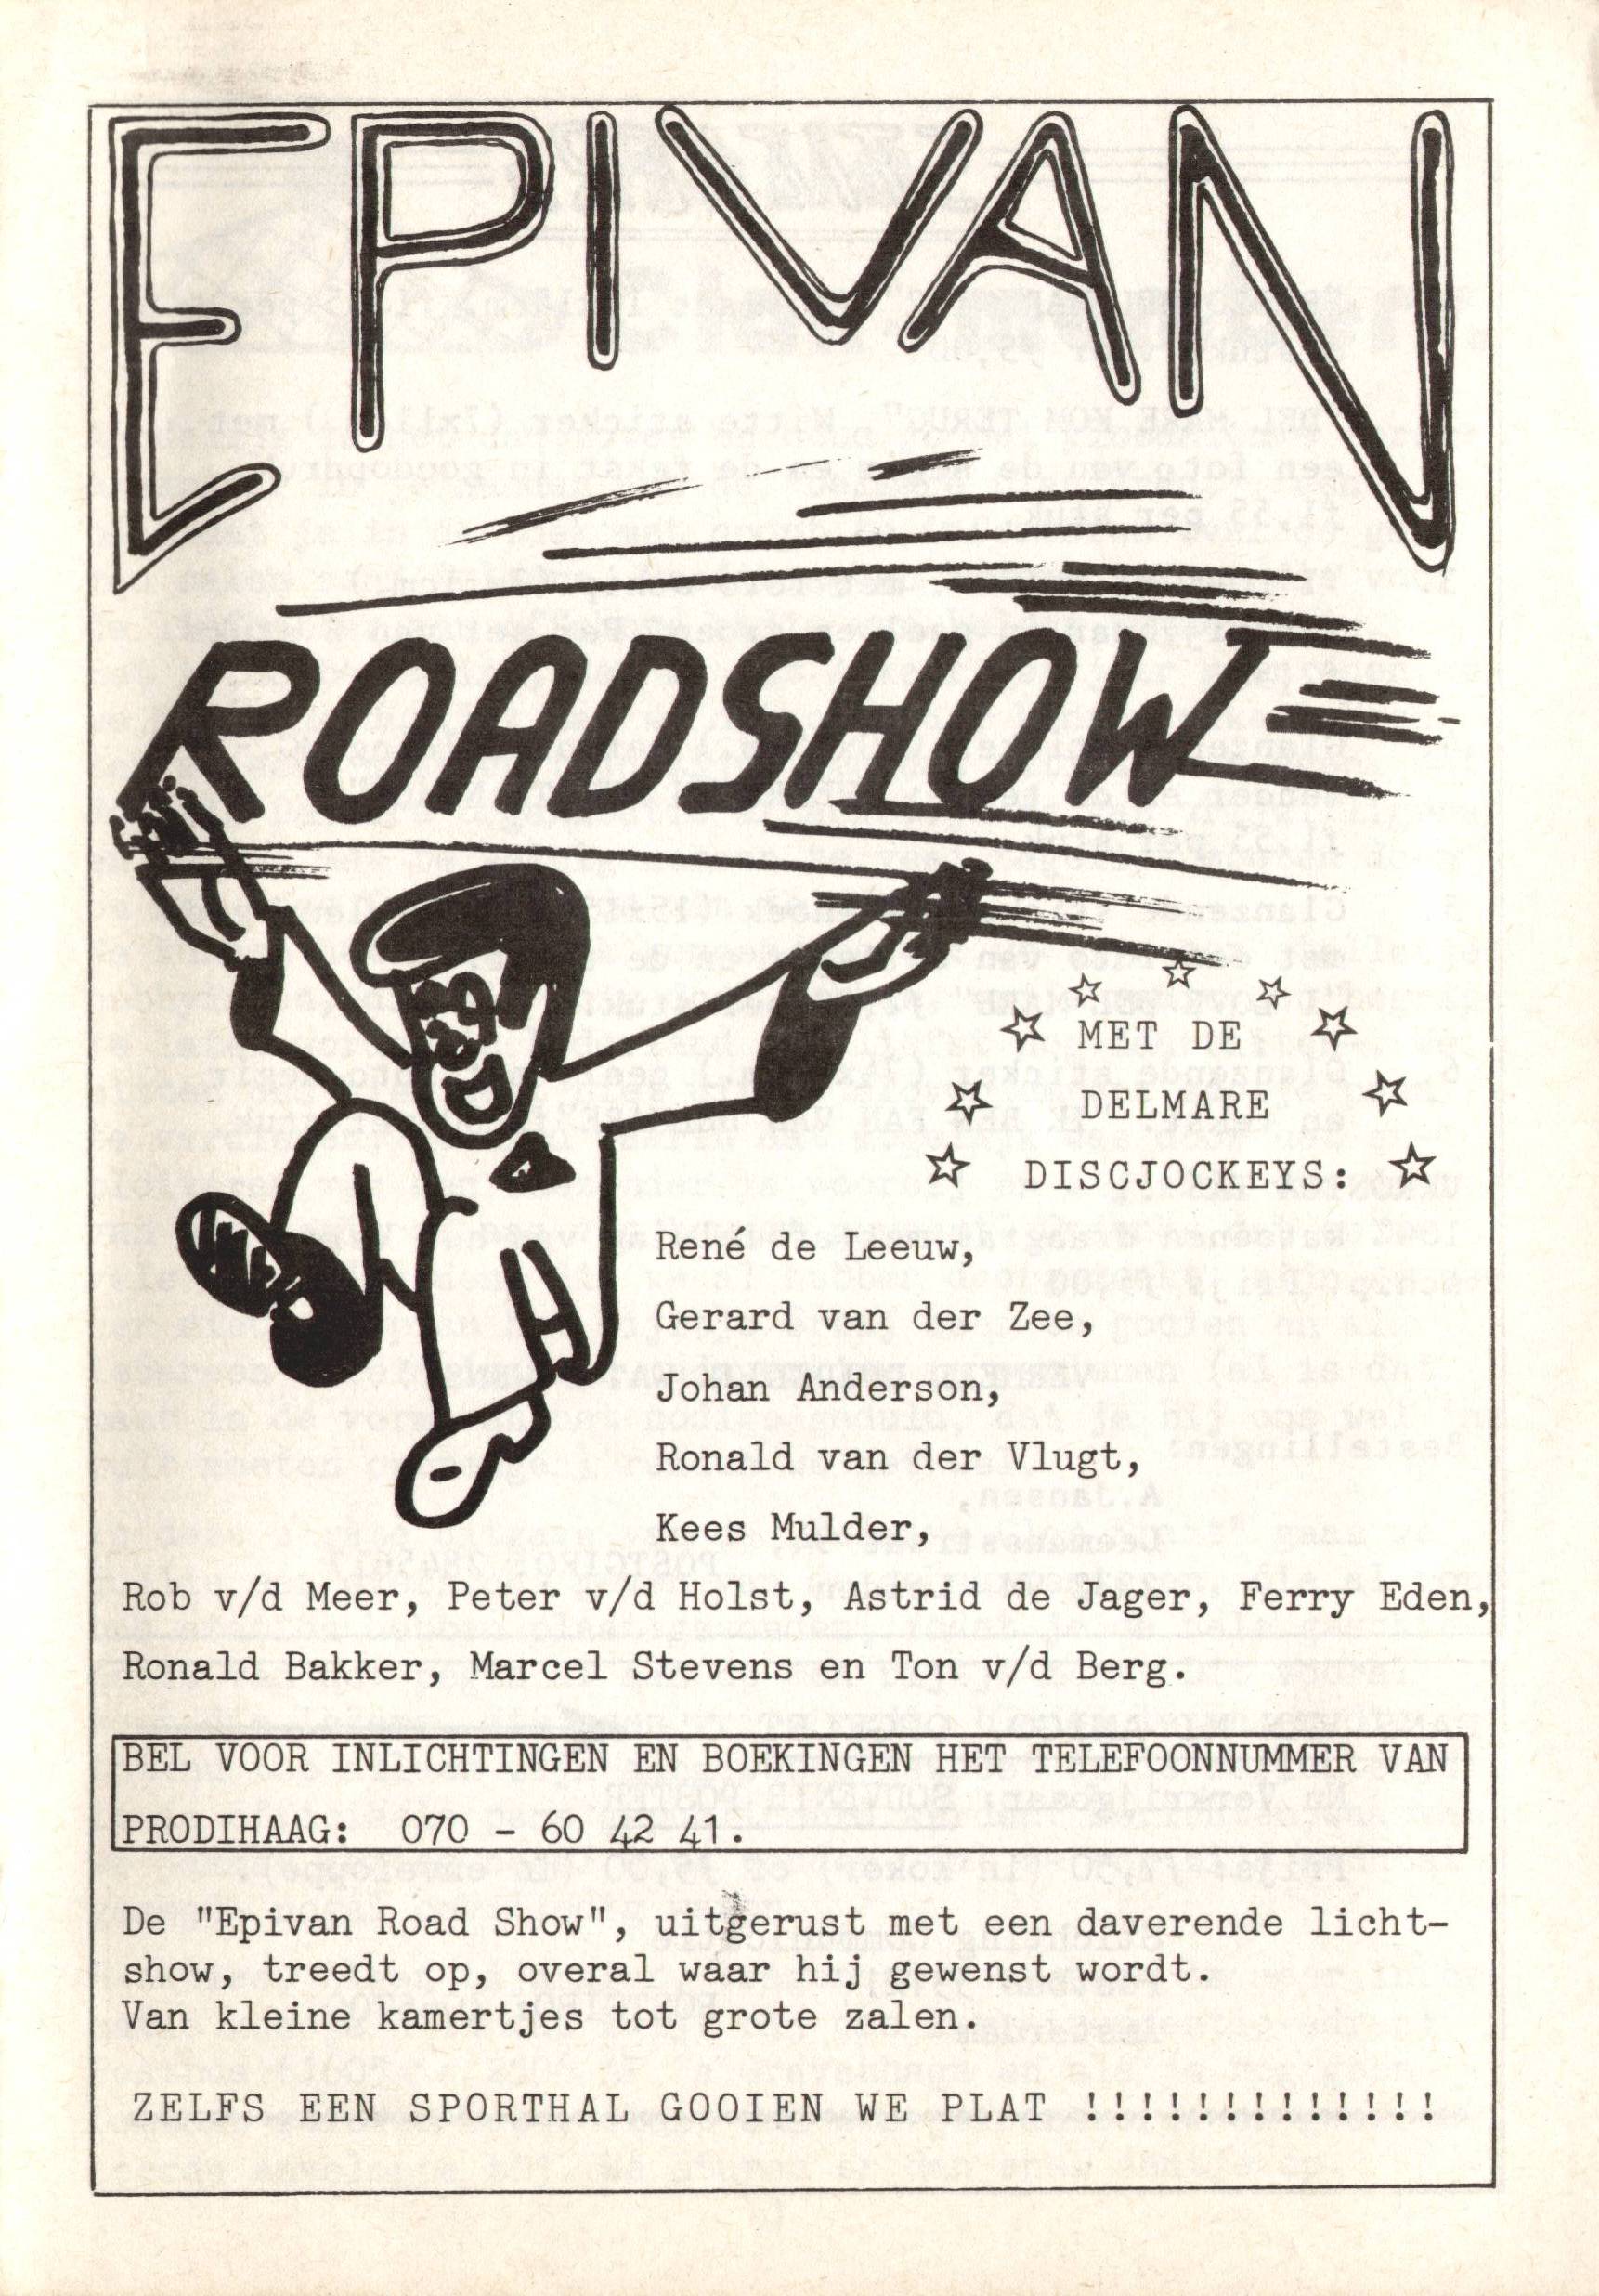 EPIVAN
ROADSHOW
MET DE
DELMARE
DISCJOCKEYS:
René de Leeuw,
Gerard van der Zee,
Johan Anderson,
Ronald van der Vlugt,
Kees Mulder,
Rob v/d Meer, Peter v/d Holst, Astrid de Jager, Ferry Eden,
Ronald Bakker, Marcel Stevens en Ton v/d Berg.
BEL VOOR INLICHTINGEN EN BOEKINGEN HET TELEFOONNUMMER VAN
PRODIHAAG: 070 - 60 42 41.
De "Epivan Road Show", uitgerust met een daverende licht-
show, treedt op, overal waar hij gewenst wordt.
Van kleine kamertjes tot grote zalen.
ZELFS EEN SPORTHAL GOOIEN WE PLAT !!!!!!!!!!!!!